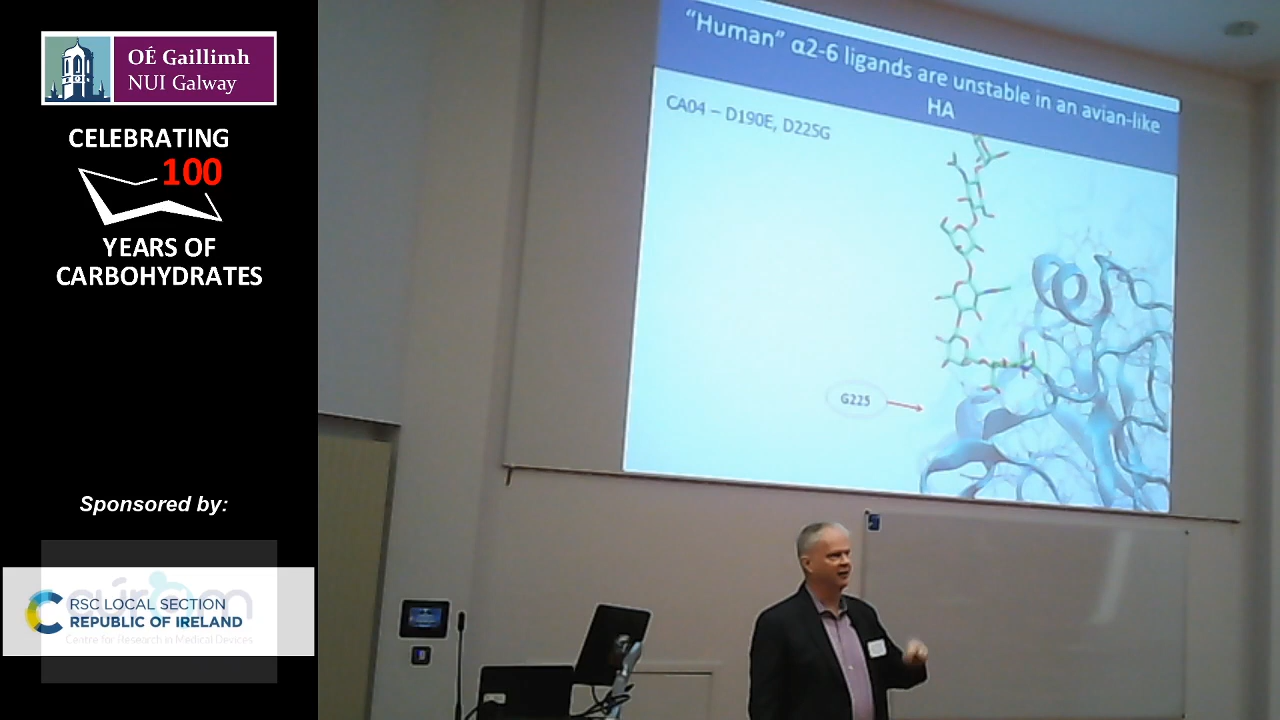 OÉ Gaillimh
NUI Galway
CELEBRATING
100
YEARS OF
CARBOHYDRATES
Sponsored by:
RSC LOCAL SECTION
REPUBLIC OF IRELAND
Centre for Research in Medical Devices
"Human" α2-6 ligands are unstable in an avian-like
HA
CA04 – D190E, D225G
G225